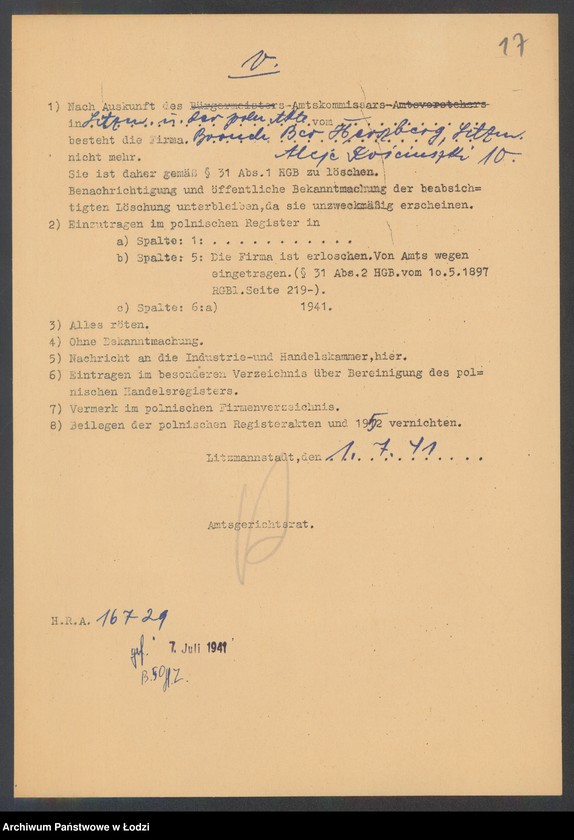 17
V.
1) Nach Auskunft des Bürgermeisters-Amtskommissars-Amtsvorstehers
in Litzm. u. der poln. Akte vom
besteht die Firma. Ber Herszberg, Litzm.
nicht mehr. Aleje Kościuszki 10.
Sie ist daher gemäß § 31 Abs.1 HGB zu löschen.
Benachrichtigung und öffentliche Bekanntmachung der beabsich=
tigten Löschung unterbleiben,da sie unzweckmäßig erscheinen.
2) Einzutragen im polnischen Register in
a) Spalte: 1: . . . . . . . . . . . .
b) Spalte: 5: Die Firma ist erloschen.Von Amts wegen
eingetragen.(§ 31 Abs.2 HGB.vom 1o.5.1897
RGBl.Seite 219-).
c) Spalte: 6:a) 1941.
3) Alles röten.
4) Ohne Bekanntmachung.
5) Nachricht an die Industrie-und Handelskammer,hier.
6) Eintragen im besonderen Verzeichnis über Bereinigung des pol=
nischen Handelsregisters.
7) Vermerk im polnischen Firmenverzeichnis.
8) Beilegen der polnischen Registerakten und 1952 vernichten.
Litzmannstadt,den 1. 7. 41
Amtsgerichtsrat.
H.R.A. 16729
gef. 7. Juli 1941
Archiwum Państwowe w Łodzi